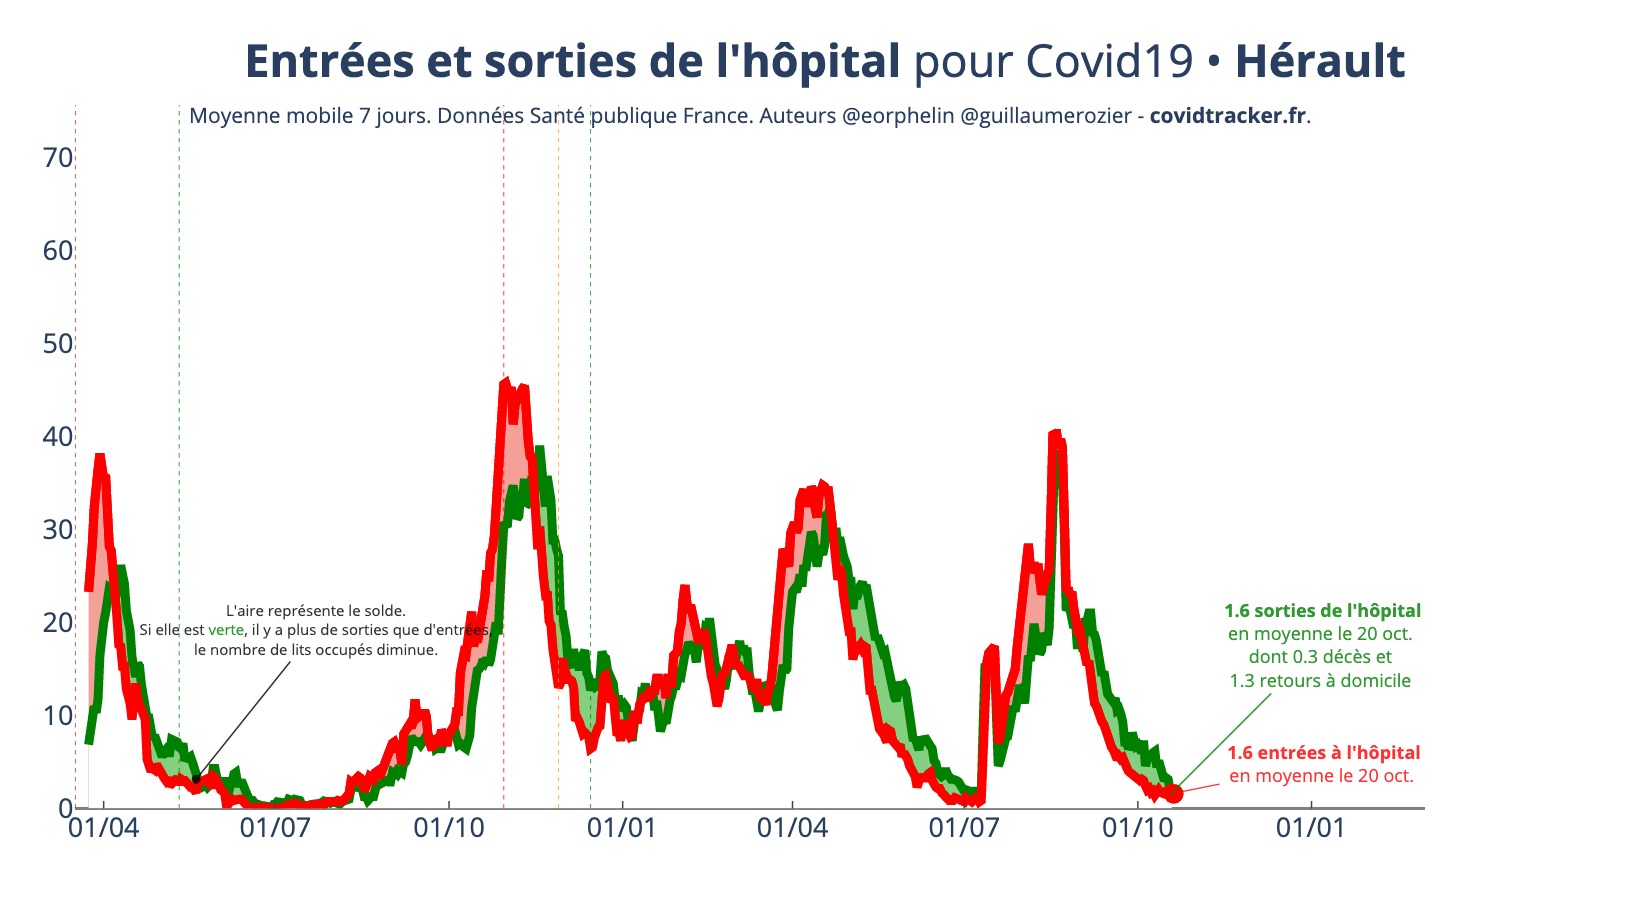 Entrées et sorties de l'hôpital pour Covid19 • Hérault
Moyenne mobile 7 jours. Données Santé publique France. Auteurs @eorphelin @guillaumerozier - covidtracker.fr.
70
60
50
40
30
20
10
0
L'aire représente le solde.
Si elle est verte, il y a plus de sorties que d'entrées,
le nombre de lits occupés diminue.
1.6 sorties de l'hôpital
en moyenne le 20 oct.
dont 0.3 décès et
1.3 retours à domicile
1.6 entrées à l'hôpital
en moyenne le 20 oct.
01/04 01/07 01/10 01/01 01/04 01/07 01/10 01/01